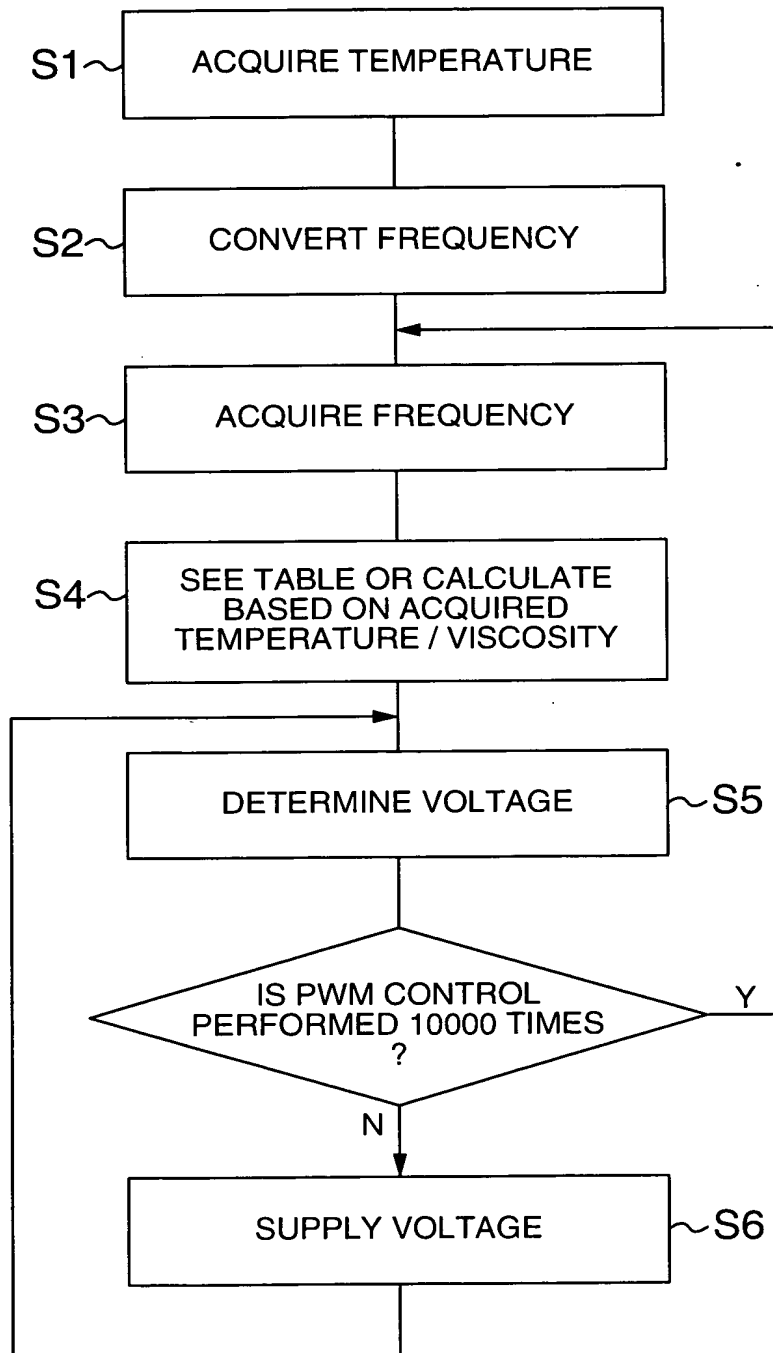 S1
ACQUIRE TEMPERATURE
S2
CONVERT FREQUENCY
S3
ACQUIRE FREQUENCY
S4
SEE TABLE OR CALCULATE
BASED ON ACQUIRED
TEMPERATURE / VISCOSITY
DETERMINE VOLTAGE
S5
IS PWM CONTROL
PERFORMED 10000 TIMES
?
Y
N
SUPPLY VOLTAGE
S6